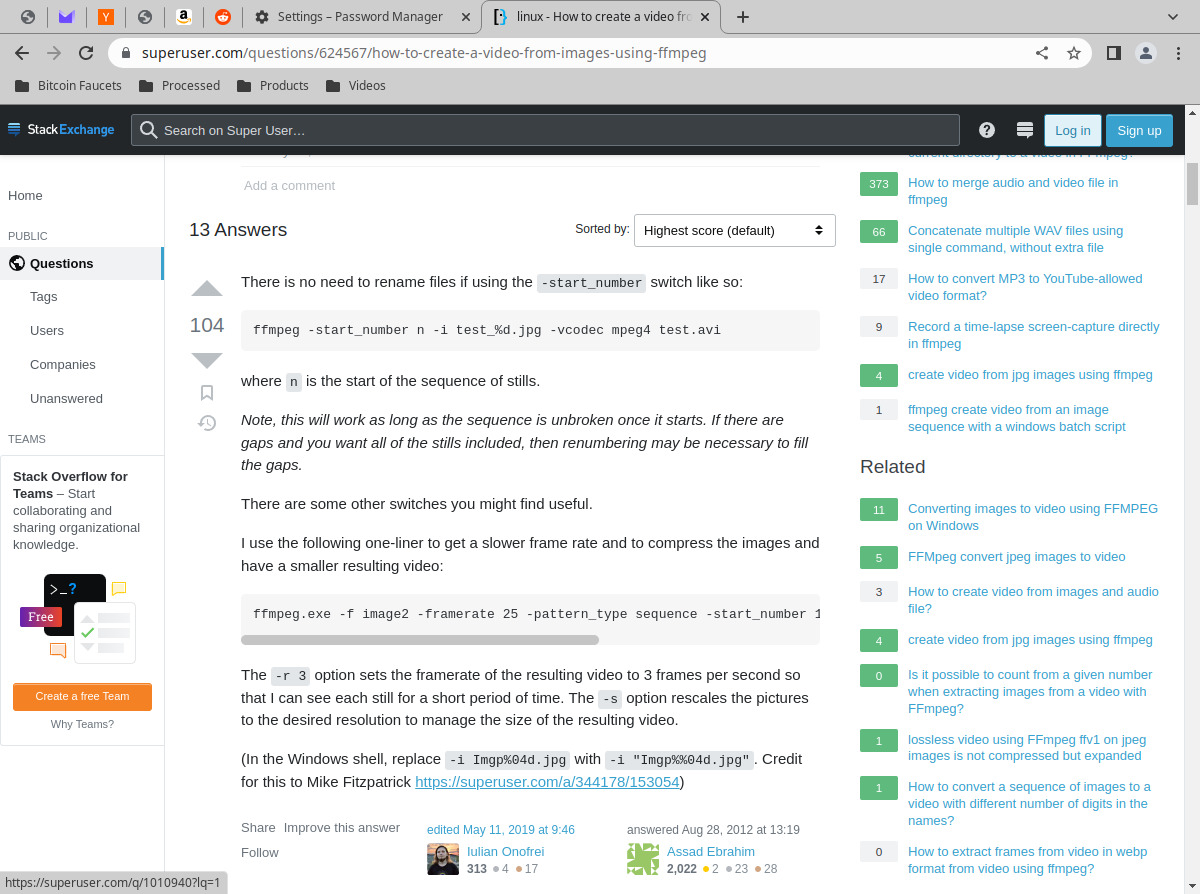 Settings – Password Manager
linux - How to create a video fro
superuser.com/questions/624567/how-to-create-a-video-from-images-using-ffmpeg
Bitcoin Faucets
Processed
Products
Videos
StackExchange
Search on Super User…
Log in
Sign up
Home
PUBLIC
Questions
Tags
Users
Companies
Unanswered
TEAMS
Stack Overflow for
Teams – Start
collaborating and
sharing organizational
knowledge.
>_?
Free
Create a free Team
Why Teams?
Add a comment
13 Answers
Sorted by:
Highest score (default)
104
There is no need to rename files if using the -start_number switch like so:
ffmpeg -start_number n -i test_%d.jpg -vcodec mpeg4 test.avi
where n is the start of the sequence of stills.
Note, this will work as long as the sequence is unbroken once it starts. If there are
gaps and you want all of the stills included, then renumbering may be necessary to fill
the gaps.
There are some other switches you might find useful.
I use the following one-liner to get a slower frame rate and to compress the images and
have a smaller resulting video:
ffmpeg.exe -f image2 -framerate 25 -pattern_type sequence -start_number 1
The -r 3 option sets the framerate of the resulting video to 3 frames per second so
that I can see each still for a short period of time. The -s option rescales the pictures
to the desired resolution to manage the size of the resulting video.
(In the Windows shell, replace -i Imgp%04d.jpg with -i "Imgp%%04d.jpg". Credit
for this to Mike Fitzpatrick https://superuser.com/a/344178/153054)
Share Improve this answer
Follow
edited May 11, 2019 at 9:46
Iulian Onofrei
313 4 17
answered Aug 28, 2012 at 13:19
Assad Ebrahim
2,022 2 23 28
current directory to a video in FFmpeg?
373
How to merge audio and video file in
ffmpeg
66
Concatenate multiple WAV files using
single command, without extra file
17
How to convert MP3 to YouTube-allowed
video format?
9
Record a time-lapse screen-capture directly
in ffmpeg
4
create video from jpg images using ffmpeg
1
ffmpeg create video from an image
sequence with a windows batch script
Related
11
Converting images to video using FFMPEG
on Windows
5
FFMpeg convert jpeg images to video
3
How to create video from images and audio
file?
4
create video from jpg images using ffmpeg
0
Is it possible to count from a given number
when extracting images from a video with
FFmpeg?
1
lossless video using FFmpeg ffv1 on jpeg
images is not compressed but expanded
1
How to convert a sequence of images to a
video with different number of digits in the
names?
0
How to extract frames from video in webp
format from video using ffmpeg?
https://superuser.com/q/1010940?lq=1